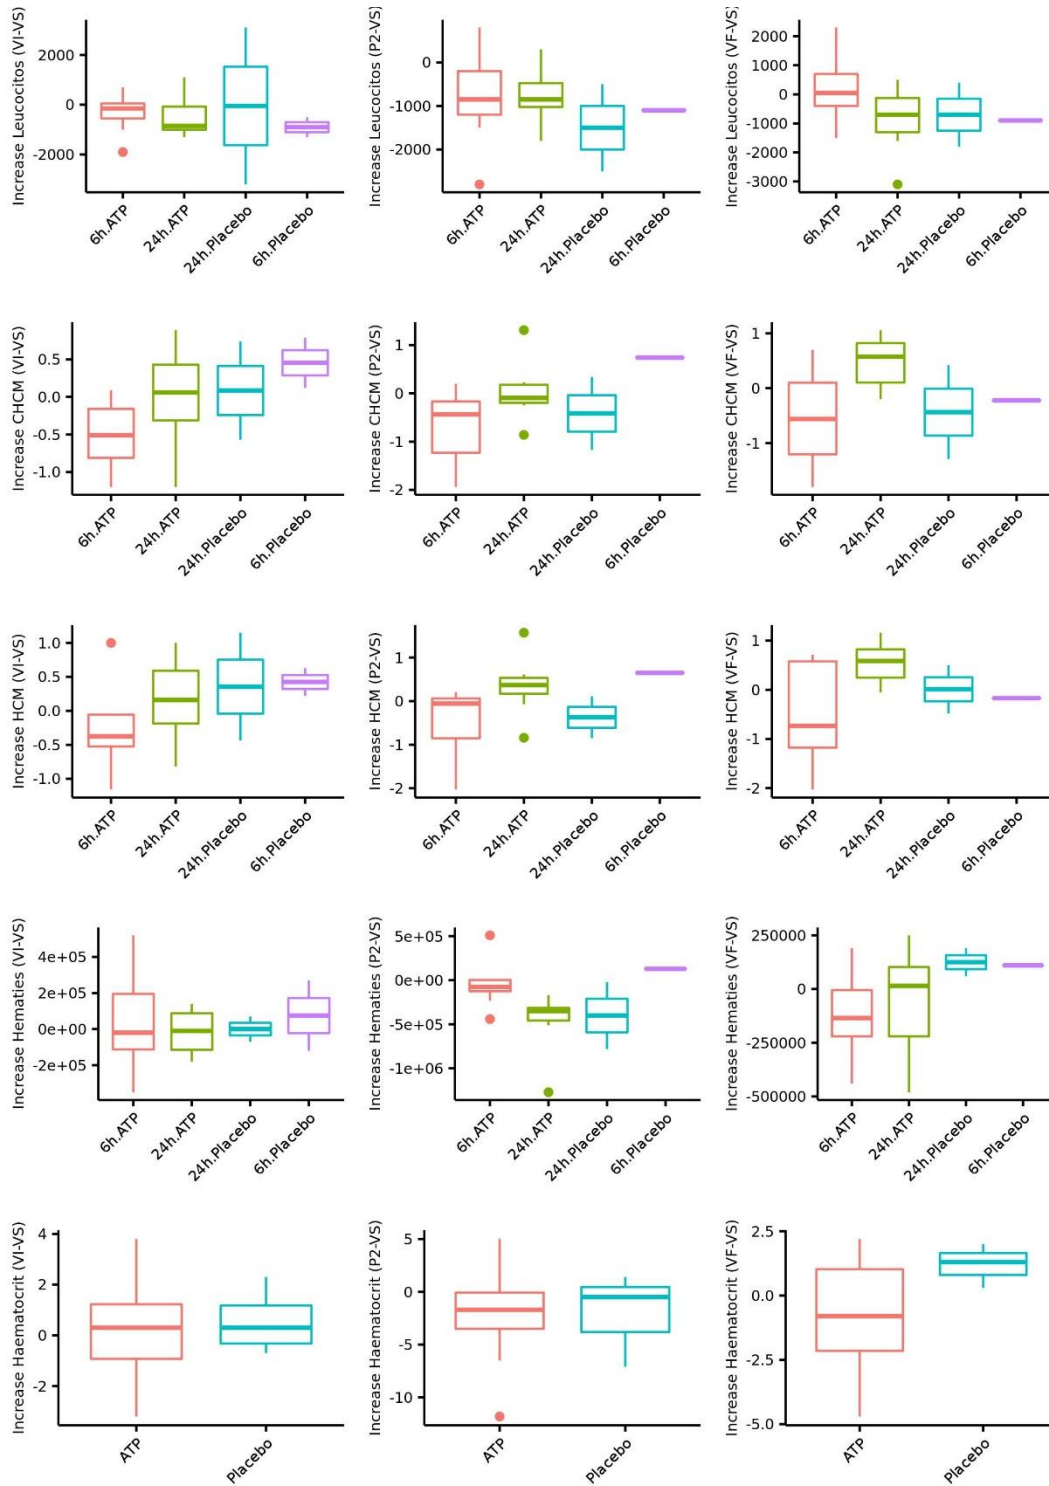 Increase Leucocitos (VI-VS)
2000
0
-2000
6h.ATP
24h.ATP
24h.Placebo
6h.Placebo
Increase Leucocitos (P2-VS)
0
-1000
-2000
6h.ATP
24h.ATP
24h.Placebo
6h.Placebo
Increase Leucocitos (VF-VS)
2000
1000
0
-1000
-2000
-3000
6h.ATP
24h.ATP
24h.Placebo
6h.Placebo
Increase CHCM (VI-VS)
0.5
0.0
-0.5
-1.0
6h.ATP
24h.ATP
24h.Placebo
6h.Placebo
Increase CHCM (P2-VS)
1
0
-1
-2
6h.ATP
24h.ATP
24h.Placebo
6h.Placebo
Increase CHCM (VF-VS)
1
0
-1
6h.ATP
24h.ATP
24h.Placebo
6h.Placebo
Increase HCM (VI-VS)
1.0
0.5
0.0
-0.5
-1.0
6h.ATP
24h.ATP
24h.Placebo
6h.Placebo
Increase HCM (P2-VS)
1
0
-1
-2
6h.ATP
24h.ATP
24h.Placebo
6h.Placebo
Increase HCM (VF-VS)
1
0
-1
-2
6h.ATP
24h.ATP
24h.Placebo
6h.Placebo
Increase Hematies (VI-VS)
4e+05
2e+05
0e+00
-2e+05
6h.ATP
24h.ATP
24h.Placebo
6h.Placebo
Increase Hematies (P2-VS)
5e+05
0e+00
-5e+05
-1e+06
6h.ATP
24h.ATP
24h.Placebo
6h.Placebo
Increase Hematies (VF-VS)
250000
0
-250000
-500000
6h.ATP
24h.ATP
24h.Placebo
6h.Placebo
Increase Haematocrit (VI-VS)
4
2
0
-2
ATP
Placebo
Increase Haematocrit (P2-VS)
5
0
-5
-10
ATP
Placebo
Increase Haematocrit (VF-VS)
2.5
0.0
-2.5
-5.0
ATP
Placebo